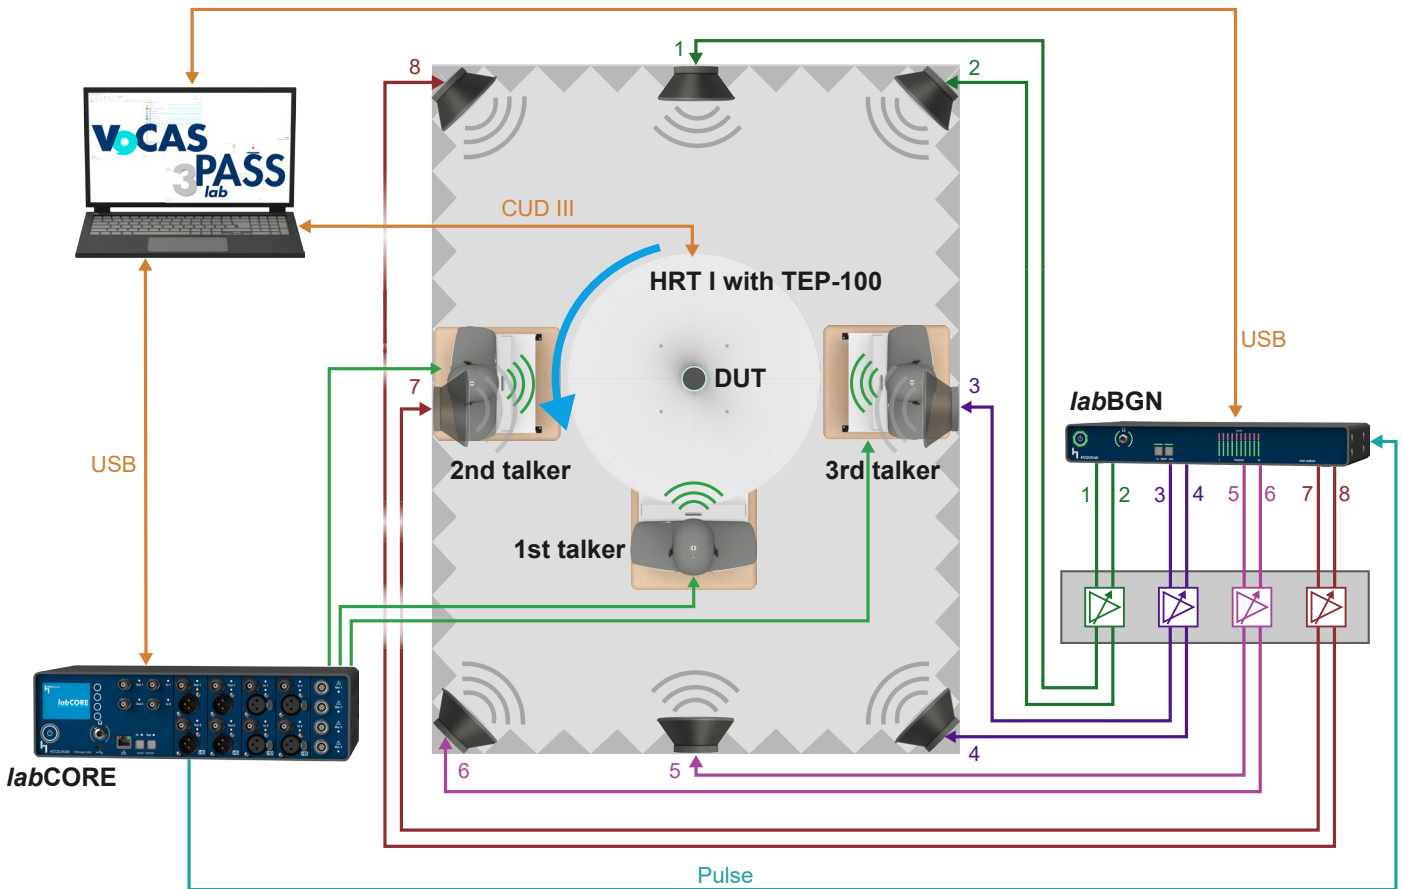 1
8
2
VoCAS
3PASS
lab
CUD III
HRT I with TEP-100
USB
DUT
7
3
labBGN
ACQUA
2nd talker
3rd talker
USB
1 2 3 4 5 6 7 8
1st talker
labCORE
4
6
5
labCORE
Pulse